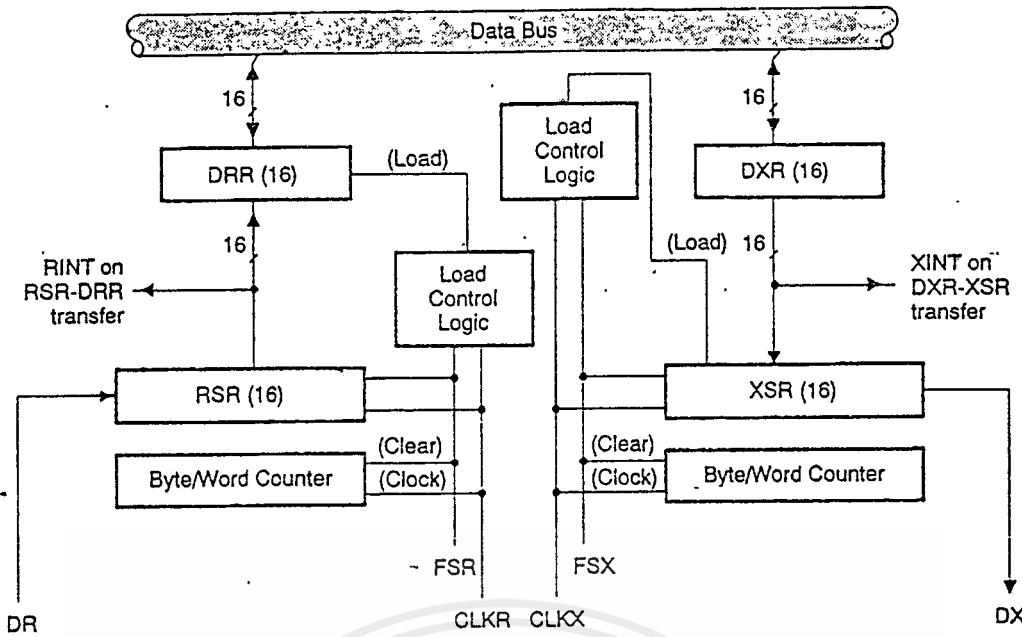 Data Bus
16
16
Load
Control
Logic
DRR (16)
(Load)
DXR (16)
16
(Load)
16
RINT on
RSR-DRR
transfer
Load
Control
Logic
XINT on
DXR-XSR
transfer
RSR (16)
XSR (16)
(Clear)
(Clear)
Byte/Word Counter
(Clock)
(Clock)
Byte/Word Counter
FSR
FSX
DR
CLKR
CLKX
DX